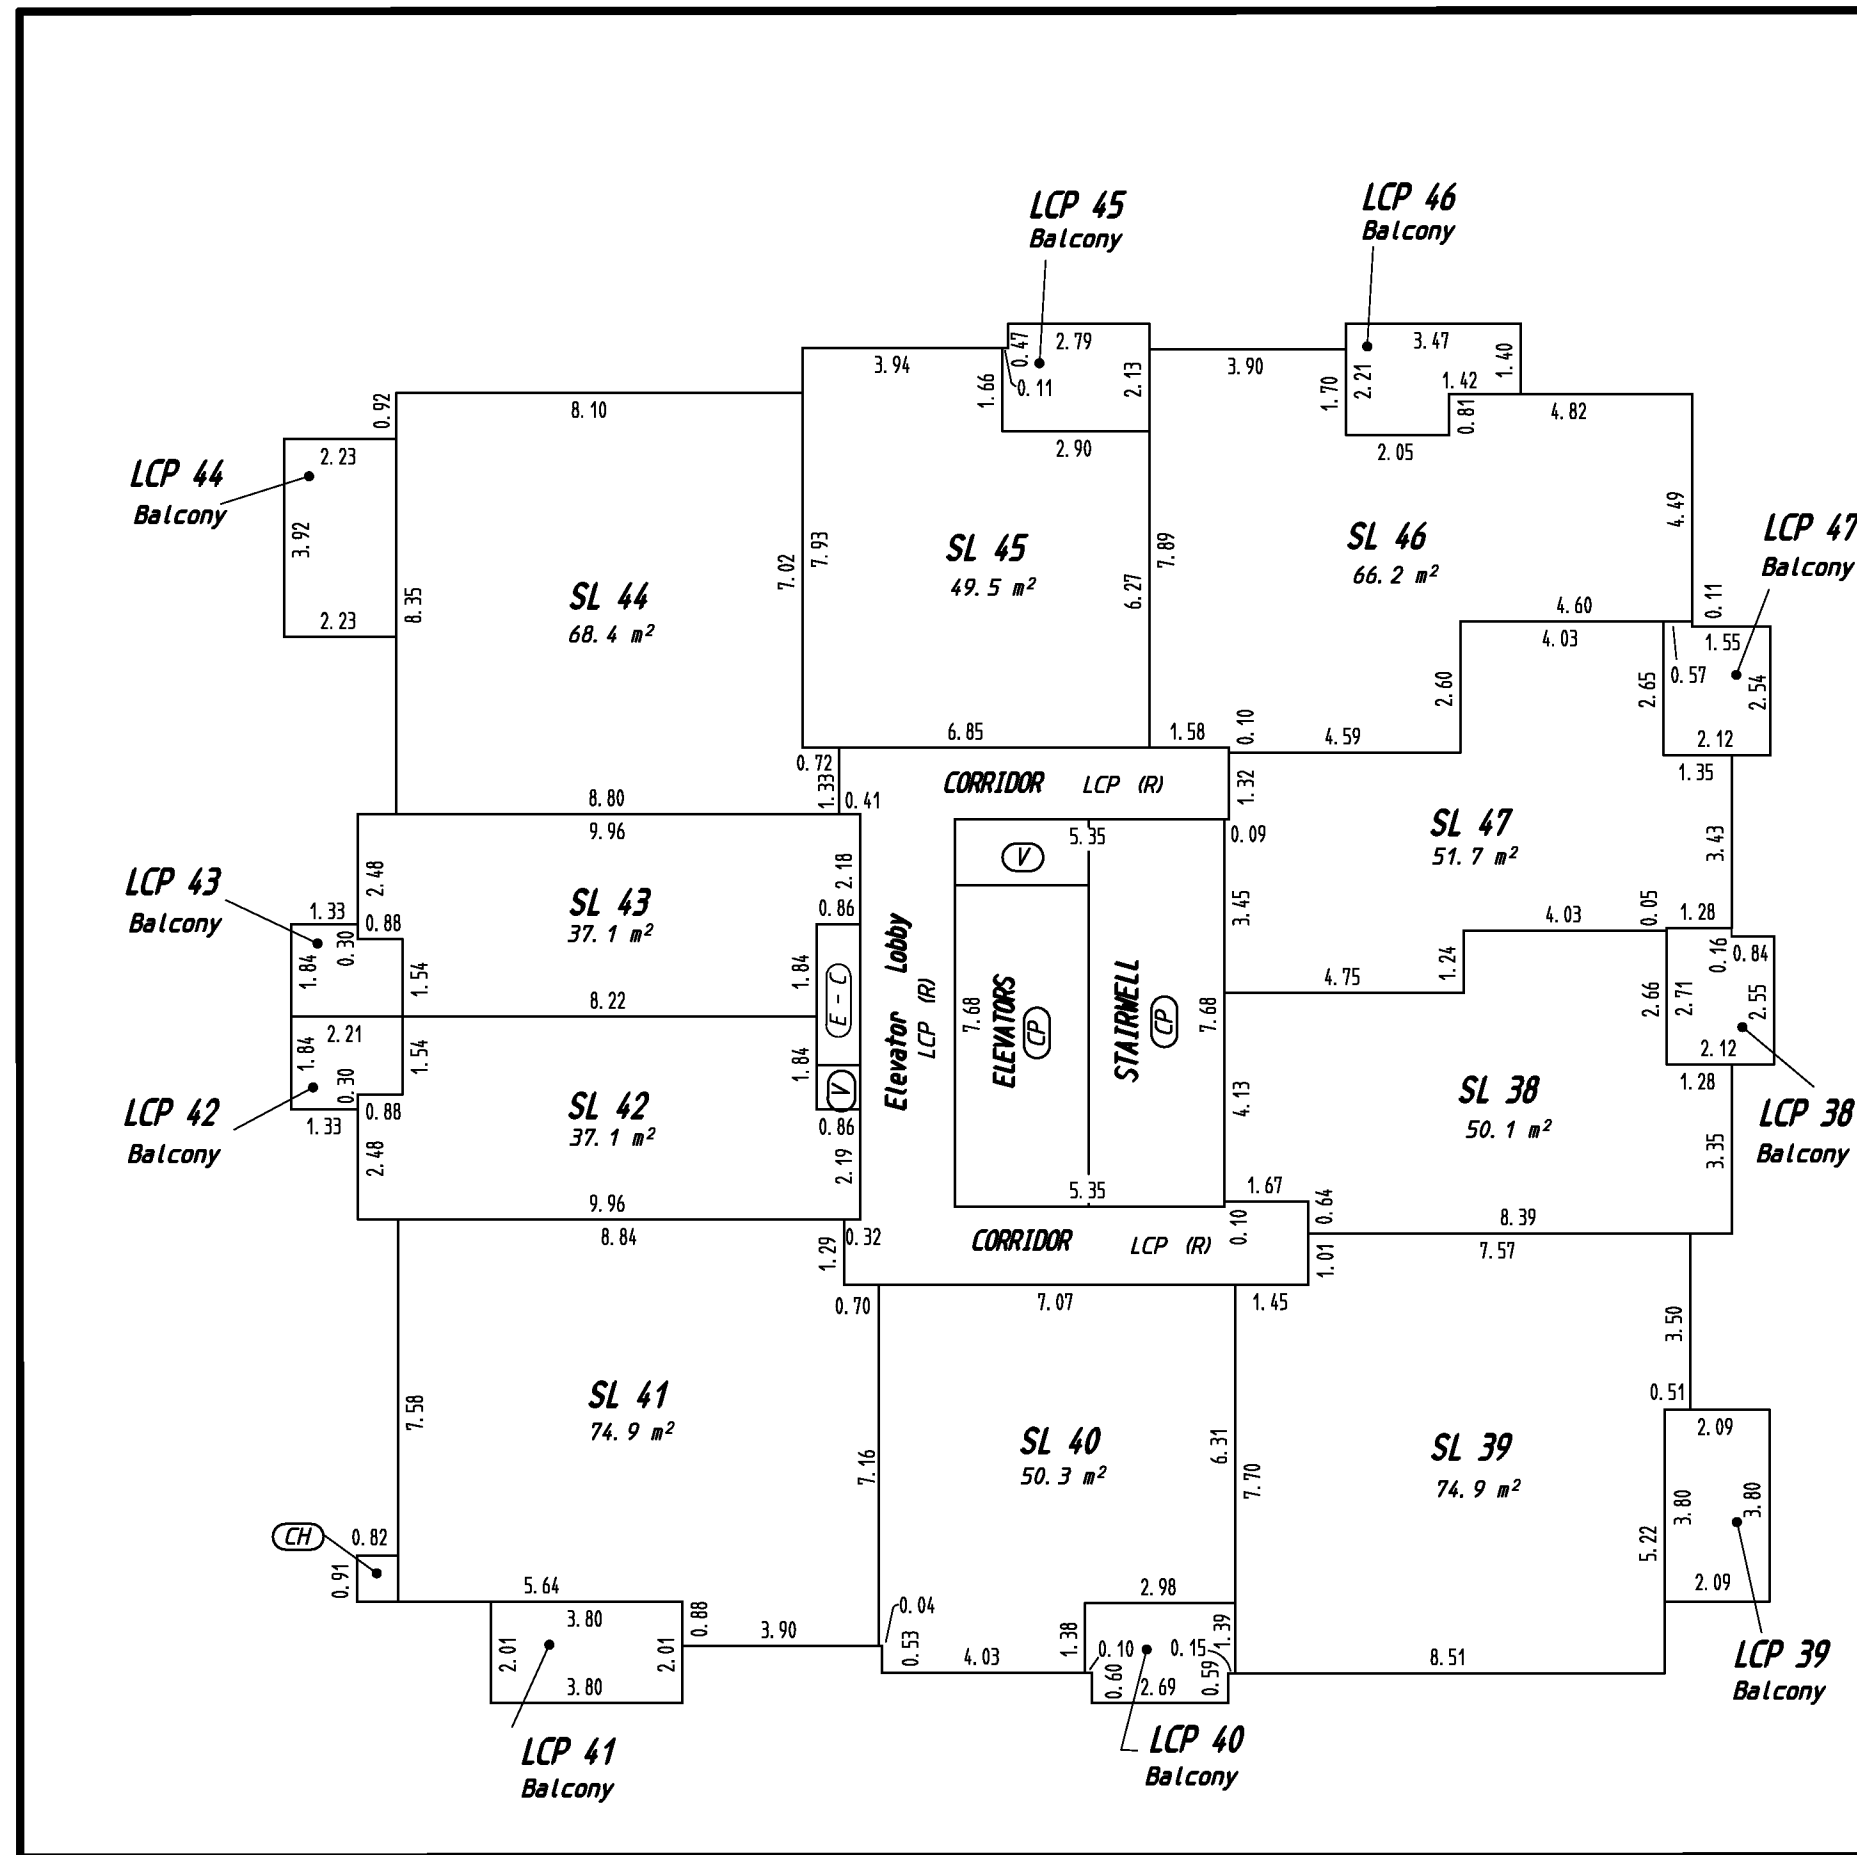 LCP 45
Balcony
LCP 46
Balcony
2.79
0.47
3.94
1.66
0.11
2.13
2.90
3.90
3.47
1.40
1.70
2.21
1.42
0.81
4.82
2.05
0.92
8.10
LCP 44
Balcony
2.23
3.92
2.23
8.35
SL 44
68.4 m²
7.02
7.93
SL 45
49.5 m²
6.27
7.89
SL 46
66.2 m²
4.49
LCP 47
Balcony
4.60
4.03
0.11
1.55
0.57
2.60
2.65
2.54
2.12
1.35
6.85
1.58
0.10
4.59
0.72
1.33
0.41
CORRIDOR LCP (R)
1.32
8.80
9.96
5.35
0.09
V
SL 47
51.7 m²
3.43
LCP 43
Balcony
2.48
2.18
1.33
0.88
0.30
1.84
1.54
SL 43
37.1 m²
0.86
1.84
E-C
8.22
Elevator Lobby
LCP (R)
7.68
ELEVATORS
CP
STAIRWELL
CP
7.68
3.45
4.03
0.05
1.28
0.16
0.84
1.24
4.75
2.66
2.71
2.55
2.12
1.28
2.21
1.84
0.30
1.54
1.84
V
LCP 42
Balcony
1.33
0.88
2.48
SL 42
37.1 m²
0.86
2.19
4.13
SL 38
50.1 m²
3.35
LCP 38
Balcony
9.96
8.84
5.35
1.67
0.64
0.10
8.39
7.57
1.29
0.32
CORRIDOR LCP (R)
1.01
0.70
7.07
1.45
3.50
0.51
7.58
SL 41
74.9 m²
7.16
SL 40
50.3 m²
6.31
7.70
SL 39
74.9 m²
2.09
3.80
3.80
5.22
2.09
CH
0.82
0.91
5.64
3.80
0.88
2.01
2.01
3.80
3.90
0.04
0.53
4.03
2.98
1.38
0.10
0.15
1.39
0.60
2.69
0.59
8.51
LCP 39
Balcony
LCP 41
Balcony
LCP 40
Balcony